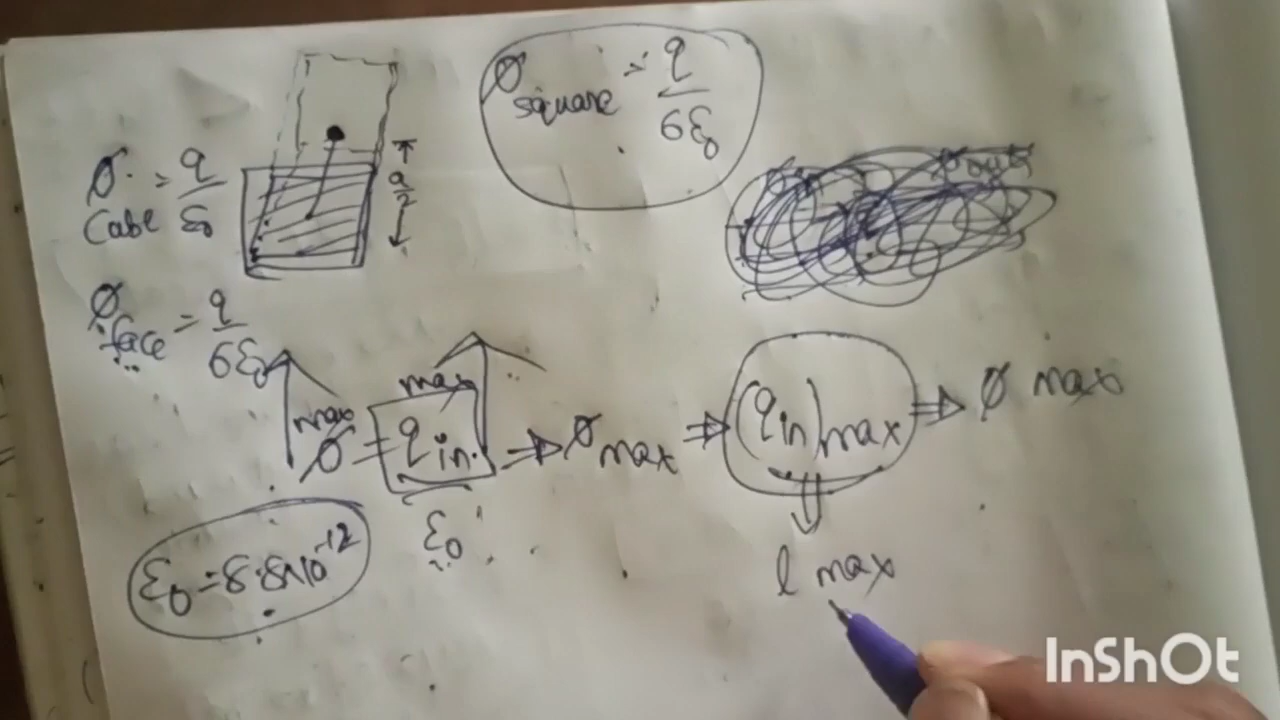 ϕ square = q / 6ε₀
ϕ cube = q / ε₀
a/2
ϕ face = q / 6ε₀
max max
ϕ = q in / ε₀ ⇒ ϕ max ⇒ (q in) max ⇒ ϕ max
ε₀ = 8.8×10⁻¹²
l max
InShOt